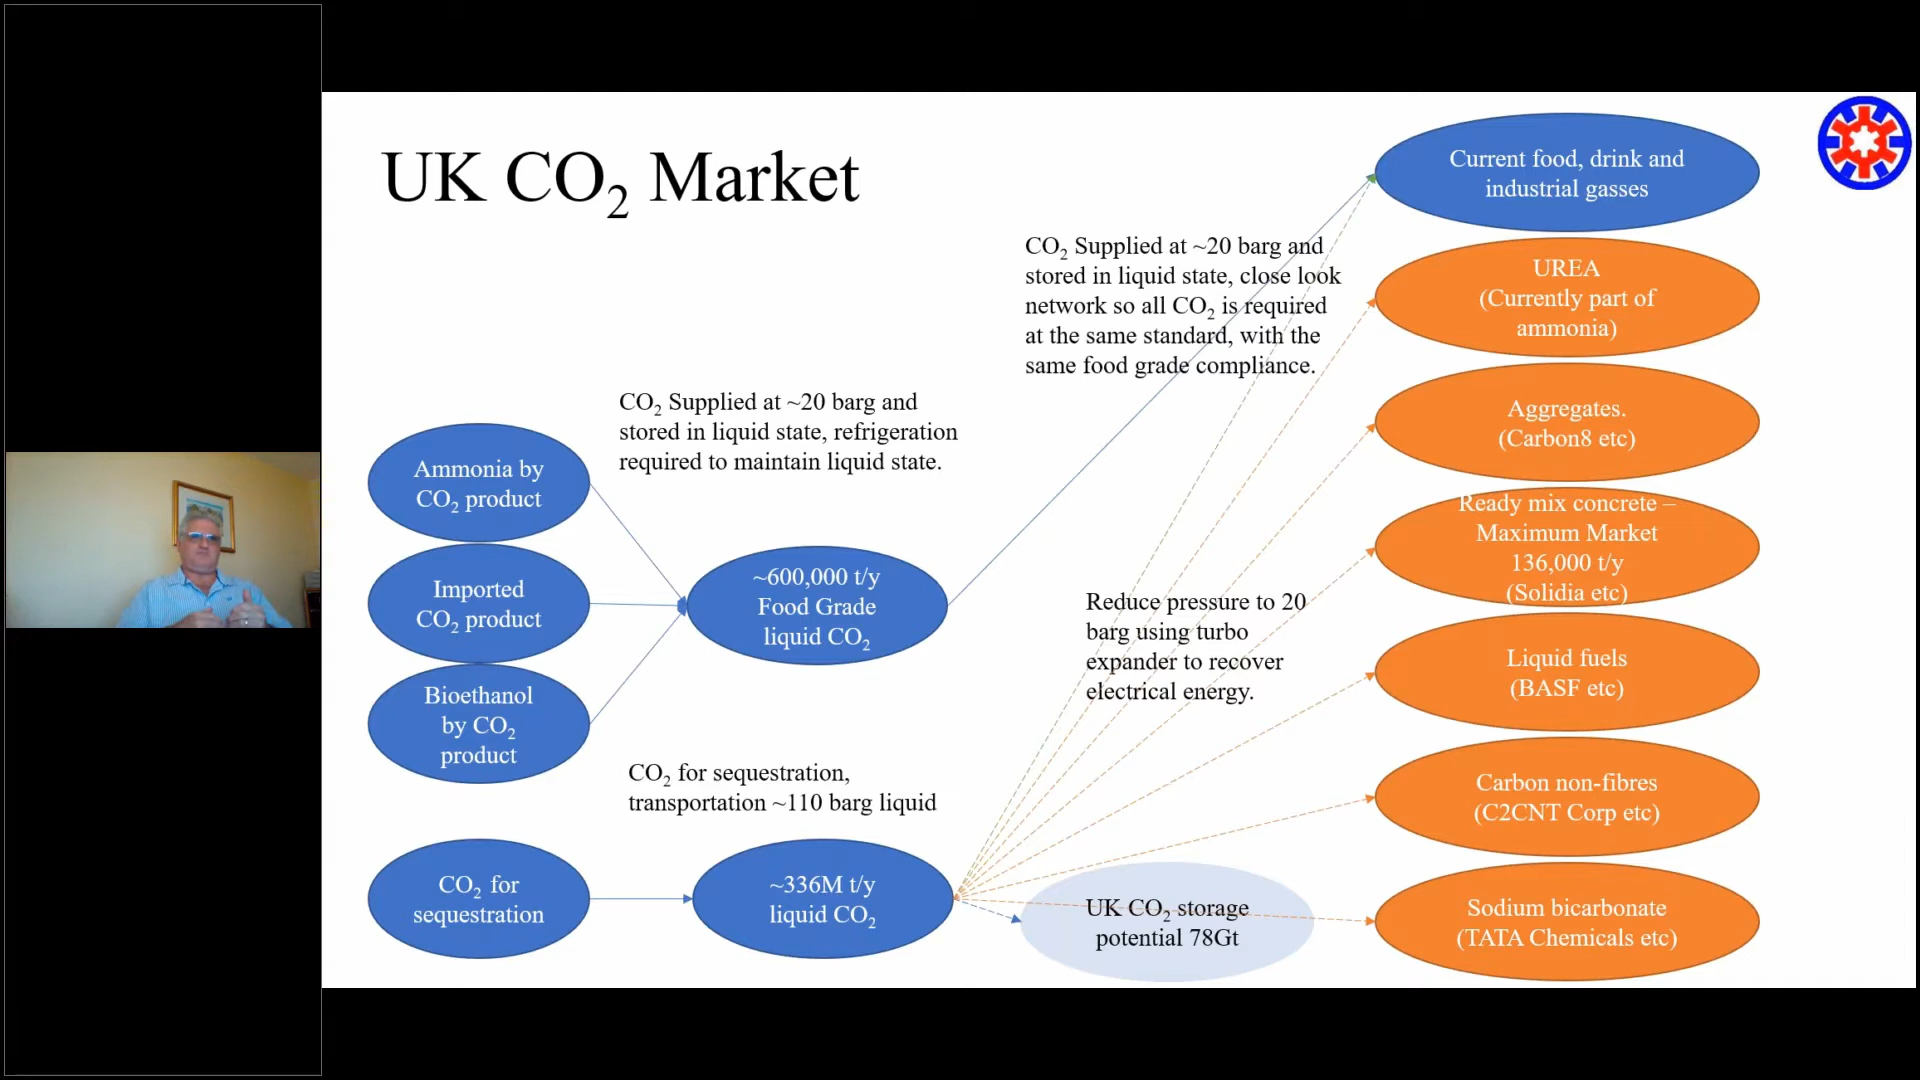 UK CO₂ Market
Current food, drink and
industrial gasses
CO₂ Supplied at ~20 barg and
stored in liquid state, close look
network so all CO₂ is required
at the same standard, with the
same food grade compliance.
UREA
(Currently part of
ammonia)
CO₂ Supplied at ~20 barg and
stored in liquid state, refrigeration
required to maintain liquid state.
Aggregates.
(Carbon8 etc)
Ammonia by
CO₂ product
Imported
CO₂ product
Bioethanol
by CO₂
product
~600,000 t/y
Food Grade
liquid CO₂
Ready mix concrete –
Maximum Market
136,000 t/y
(Solidia etc)
Reduce pressure to 20
barg using turbo
expander to recover
electrical energy.
Liquid fuels
(BASF etc)
CO₂ for sequestration,
transportation ~110 barg liquid
Carbon non-fibres
(C2CNT Corp etc)
CO₂ for
sequestration
~336M t/y
liquid CO₂
UK CO₂ storage
potential 78Gt
Sodium bicarbonate
(TATA Chemicals etc)